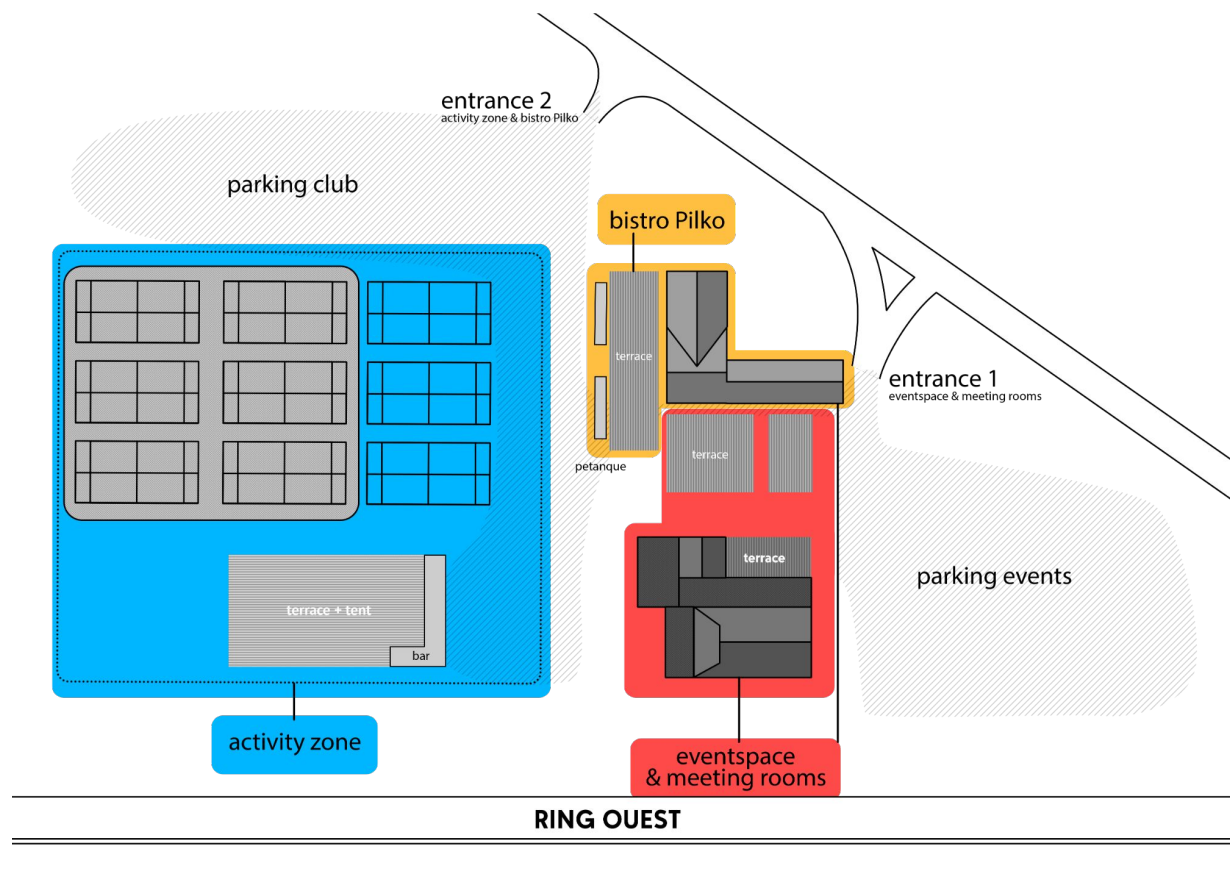 entrance 2
activity zone & bistro Pilko
parking club
bistro Pilko
terrace
entrance 1
eventspace & meeting rooms
petanque
terrace
terrace
parking events
terrace + tent
bar
activity zone
eventspace
& meeting rooms
RING OUEST